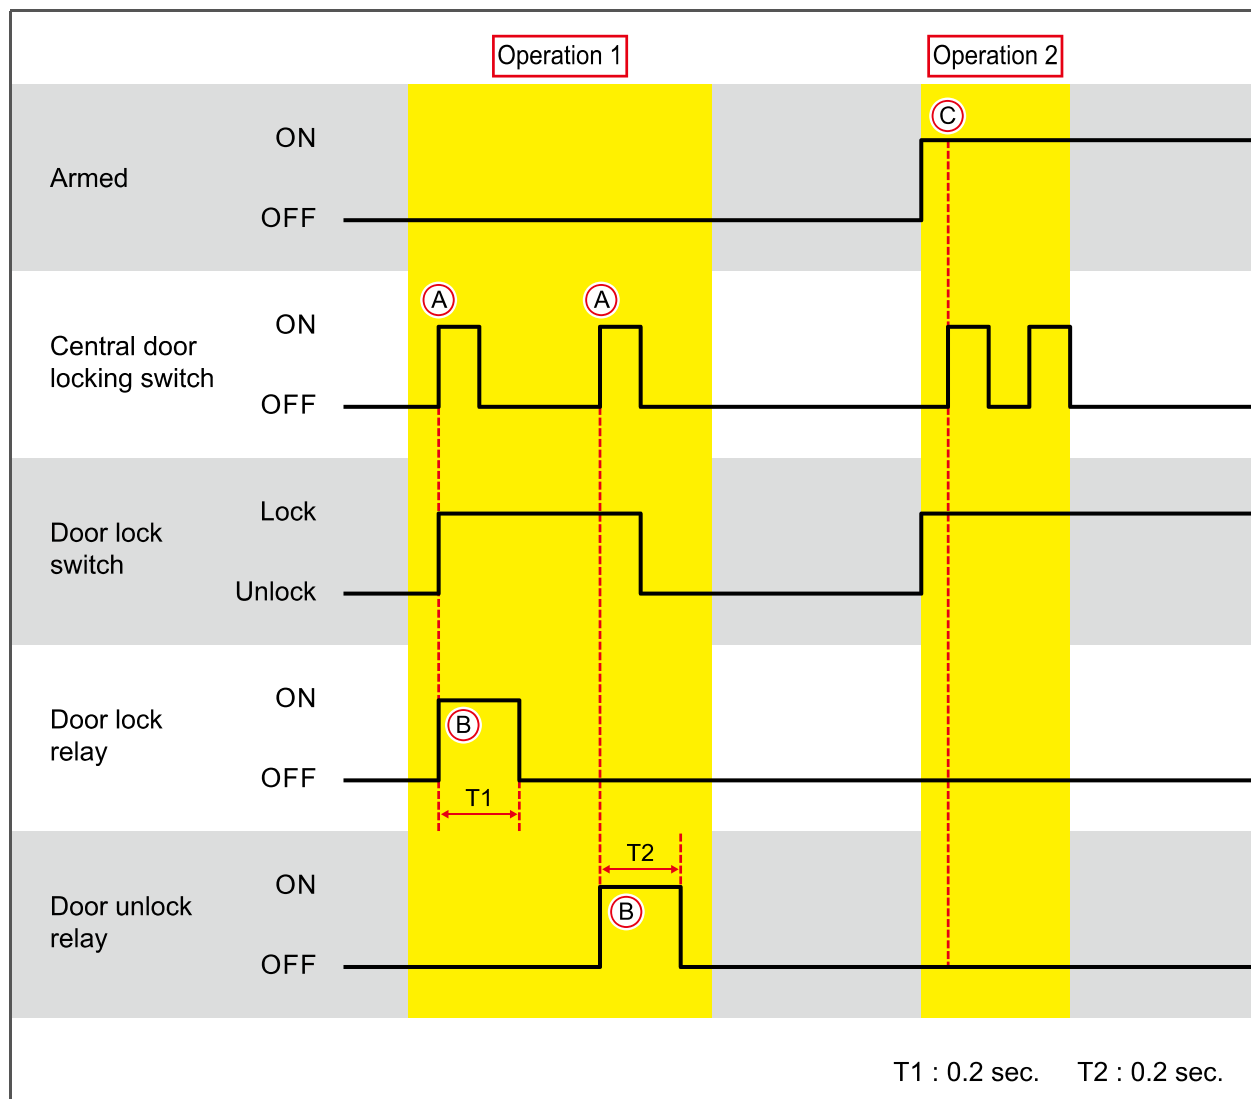 Operation 1
Operation 2
C
ON
Armed
OFF
A
A
ON
Central door
locking switch
OFF
Lock
Door lock
switch
Unlock
ON
Door lock
relay
B
OFF
T1
T2
ON
Door unlock
relay
B
OFF
T1 : 0.2 sec. T2 : 0.2 sec.